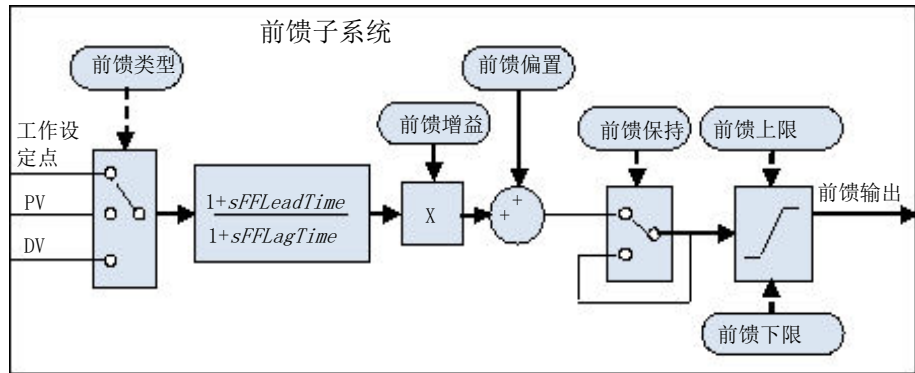 前馈子系统
前馈类型
前馈偏置
前馈增益
前馈保持
前馈上限
工作设
定点
PV
DV
1+sFFLeadTime
1+sFFLagTime
X
+
+
前馈输出
前馈下限